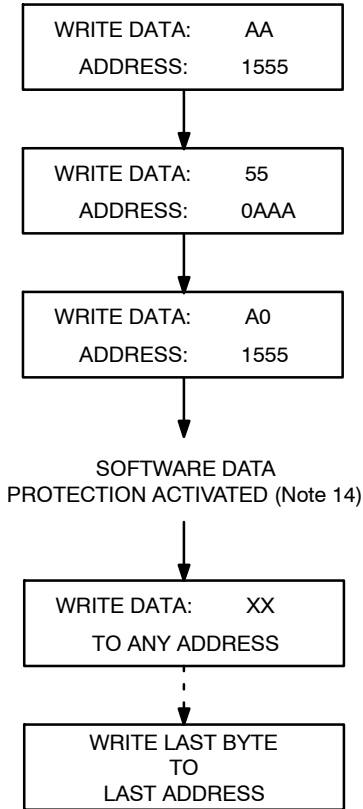 WRITE DATA: AA
ADDRESS: 1555
WRITE DATA: 55
ADDRESS: 0AAA
WRITE DATA: A0
ADDRESS: 1555
SOFTWARE DATA
PROTECTION ACTIVATED (Note 14)
WRITE DATA: XX
TO ANY ADDRESS
WRITE LAST BYTE
TO
LAST ADDRESS